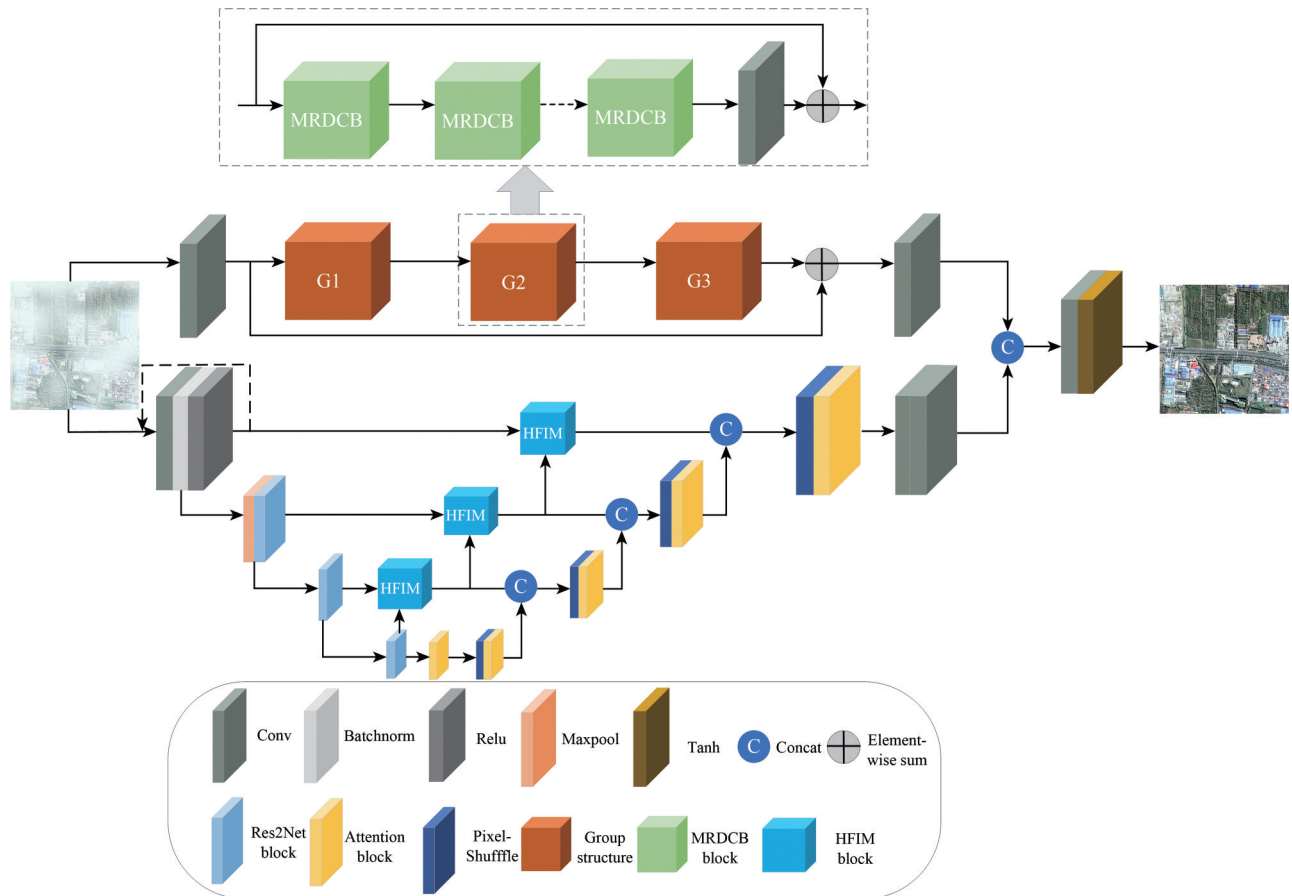 MRDCB
MRDCB
MRDCB
G1
G2
G3
C
HFIM
C
HFIM
C
HFIM
C
Conv
Batchnorm
Relu
Maxpool
Tanh
C
Concat
Element-
wise sum
Res2Net
block
Attention
block
Pixel-
Shufffle
Group
structure
MRDCB
block
HFIM
block